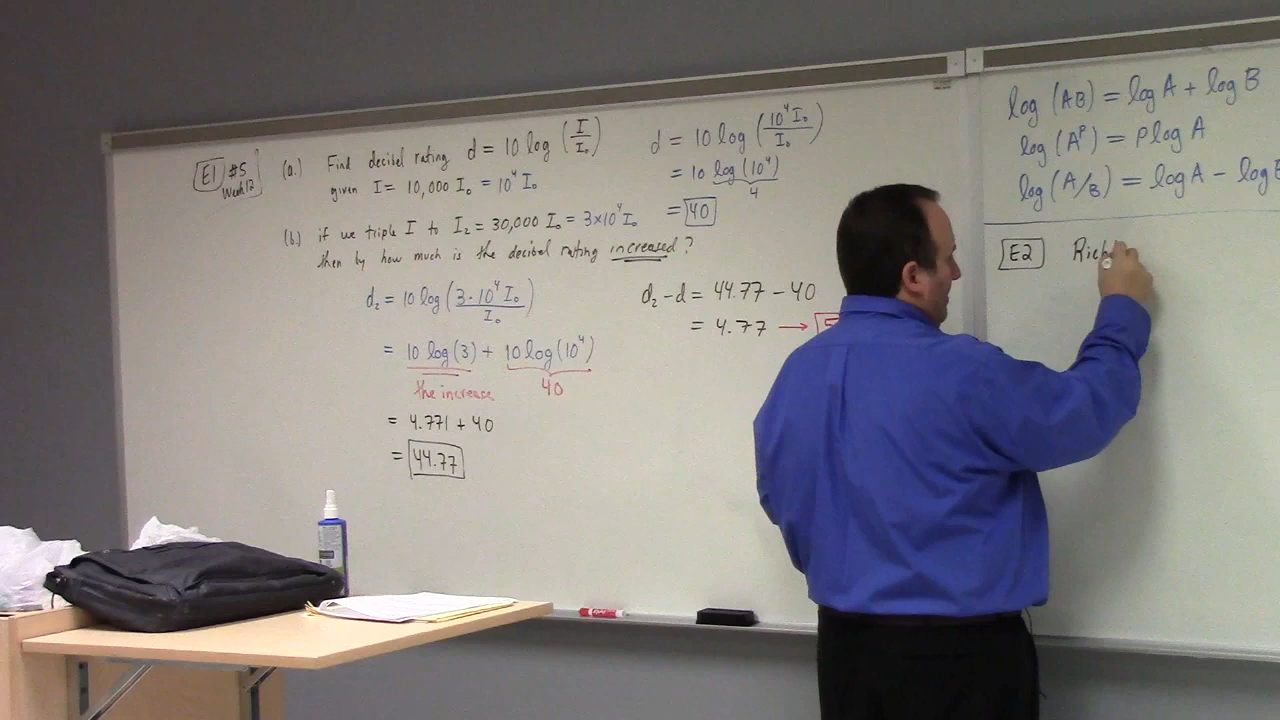 E1 #5 Week 12
(a.) Find decibel rating d = 10 log (I/I₀)
given I = 10,000 I₀ = 10⁴ I₀
d = 10 log (10⁴ I₀/I₀)
= 10 log (10⁴)
4
= 40
(b.) if we triple I to I₂ = 30,000 I₀ = 3×10⁴ I₀
then by how much is the decibel rating increased?
d₂ = 10 log (3·10⁴ I₀/I₀)
= 10 log (3) + 10 log (10⁴)
the increase 40
= 4.771 + 40
= 44.77
d₂ - d = 44.77 - 40
= 4.77 → 5
log (AB) = log A + log B
log (Aᵖ) = p log A
log (A/B) = log A - log B
E2 Rich